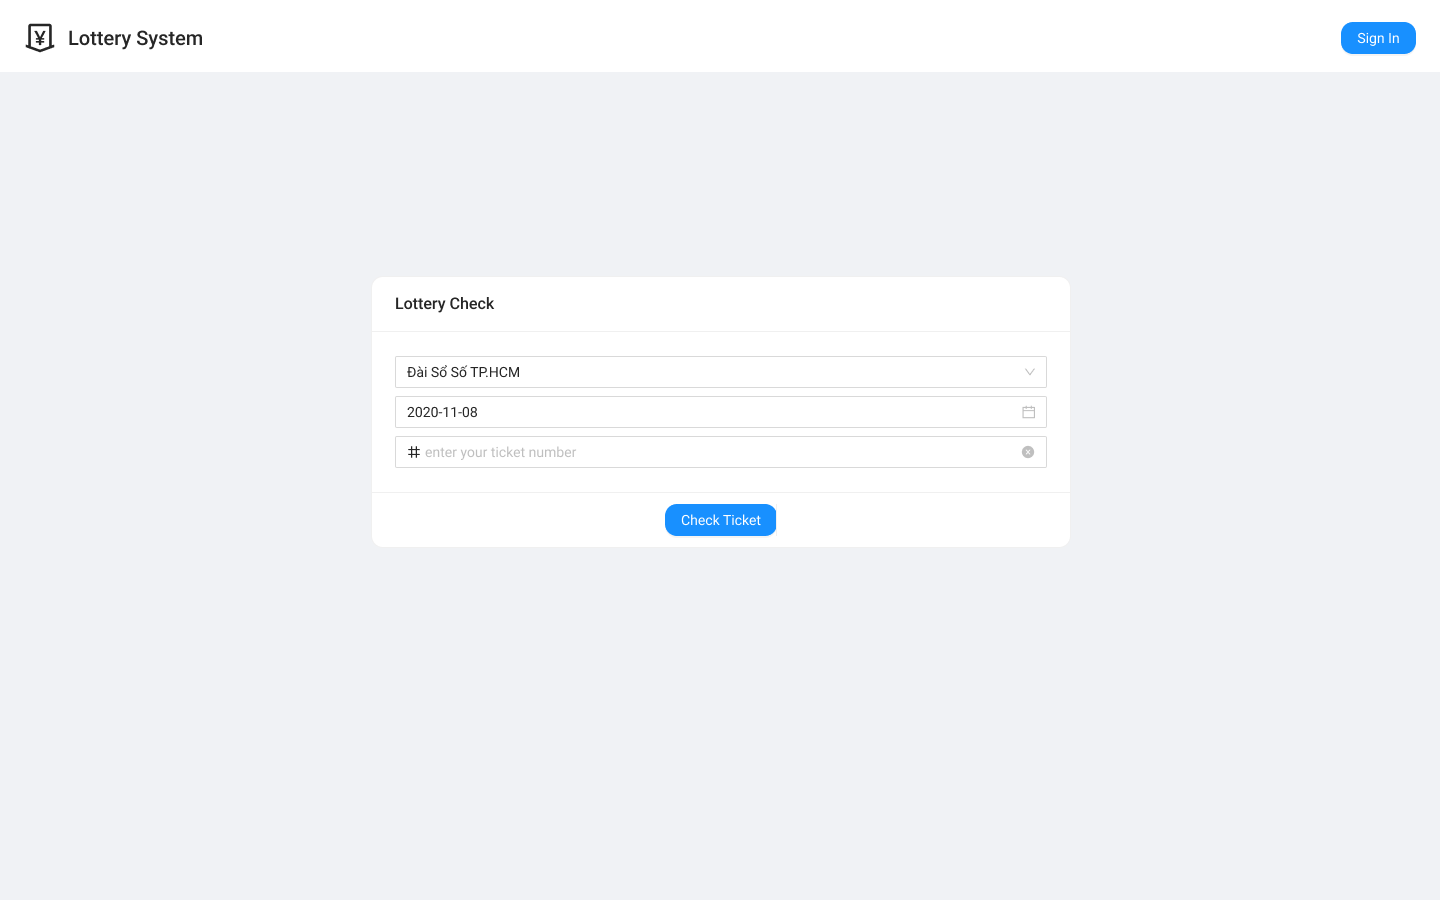 Lottery System
Sign In
Lottery Check
Đài Sổ Số TP.HCM
2020-11-08
# enter your ticket number
Check Ticket